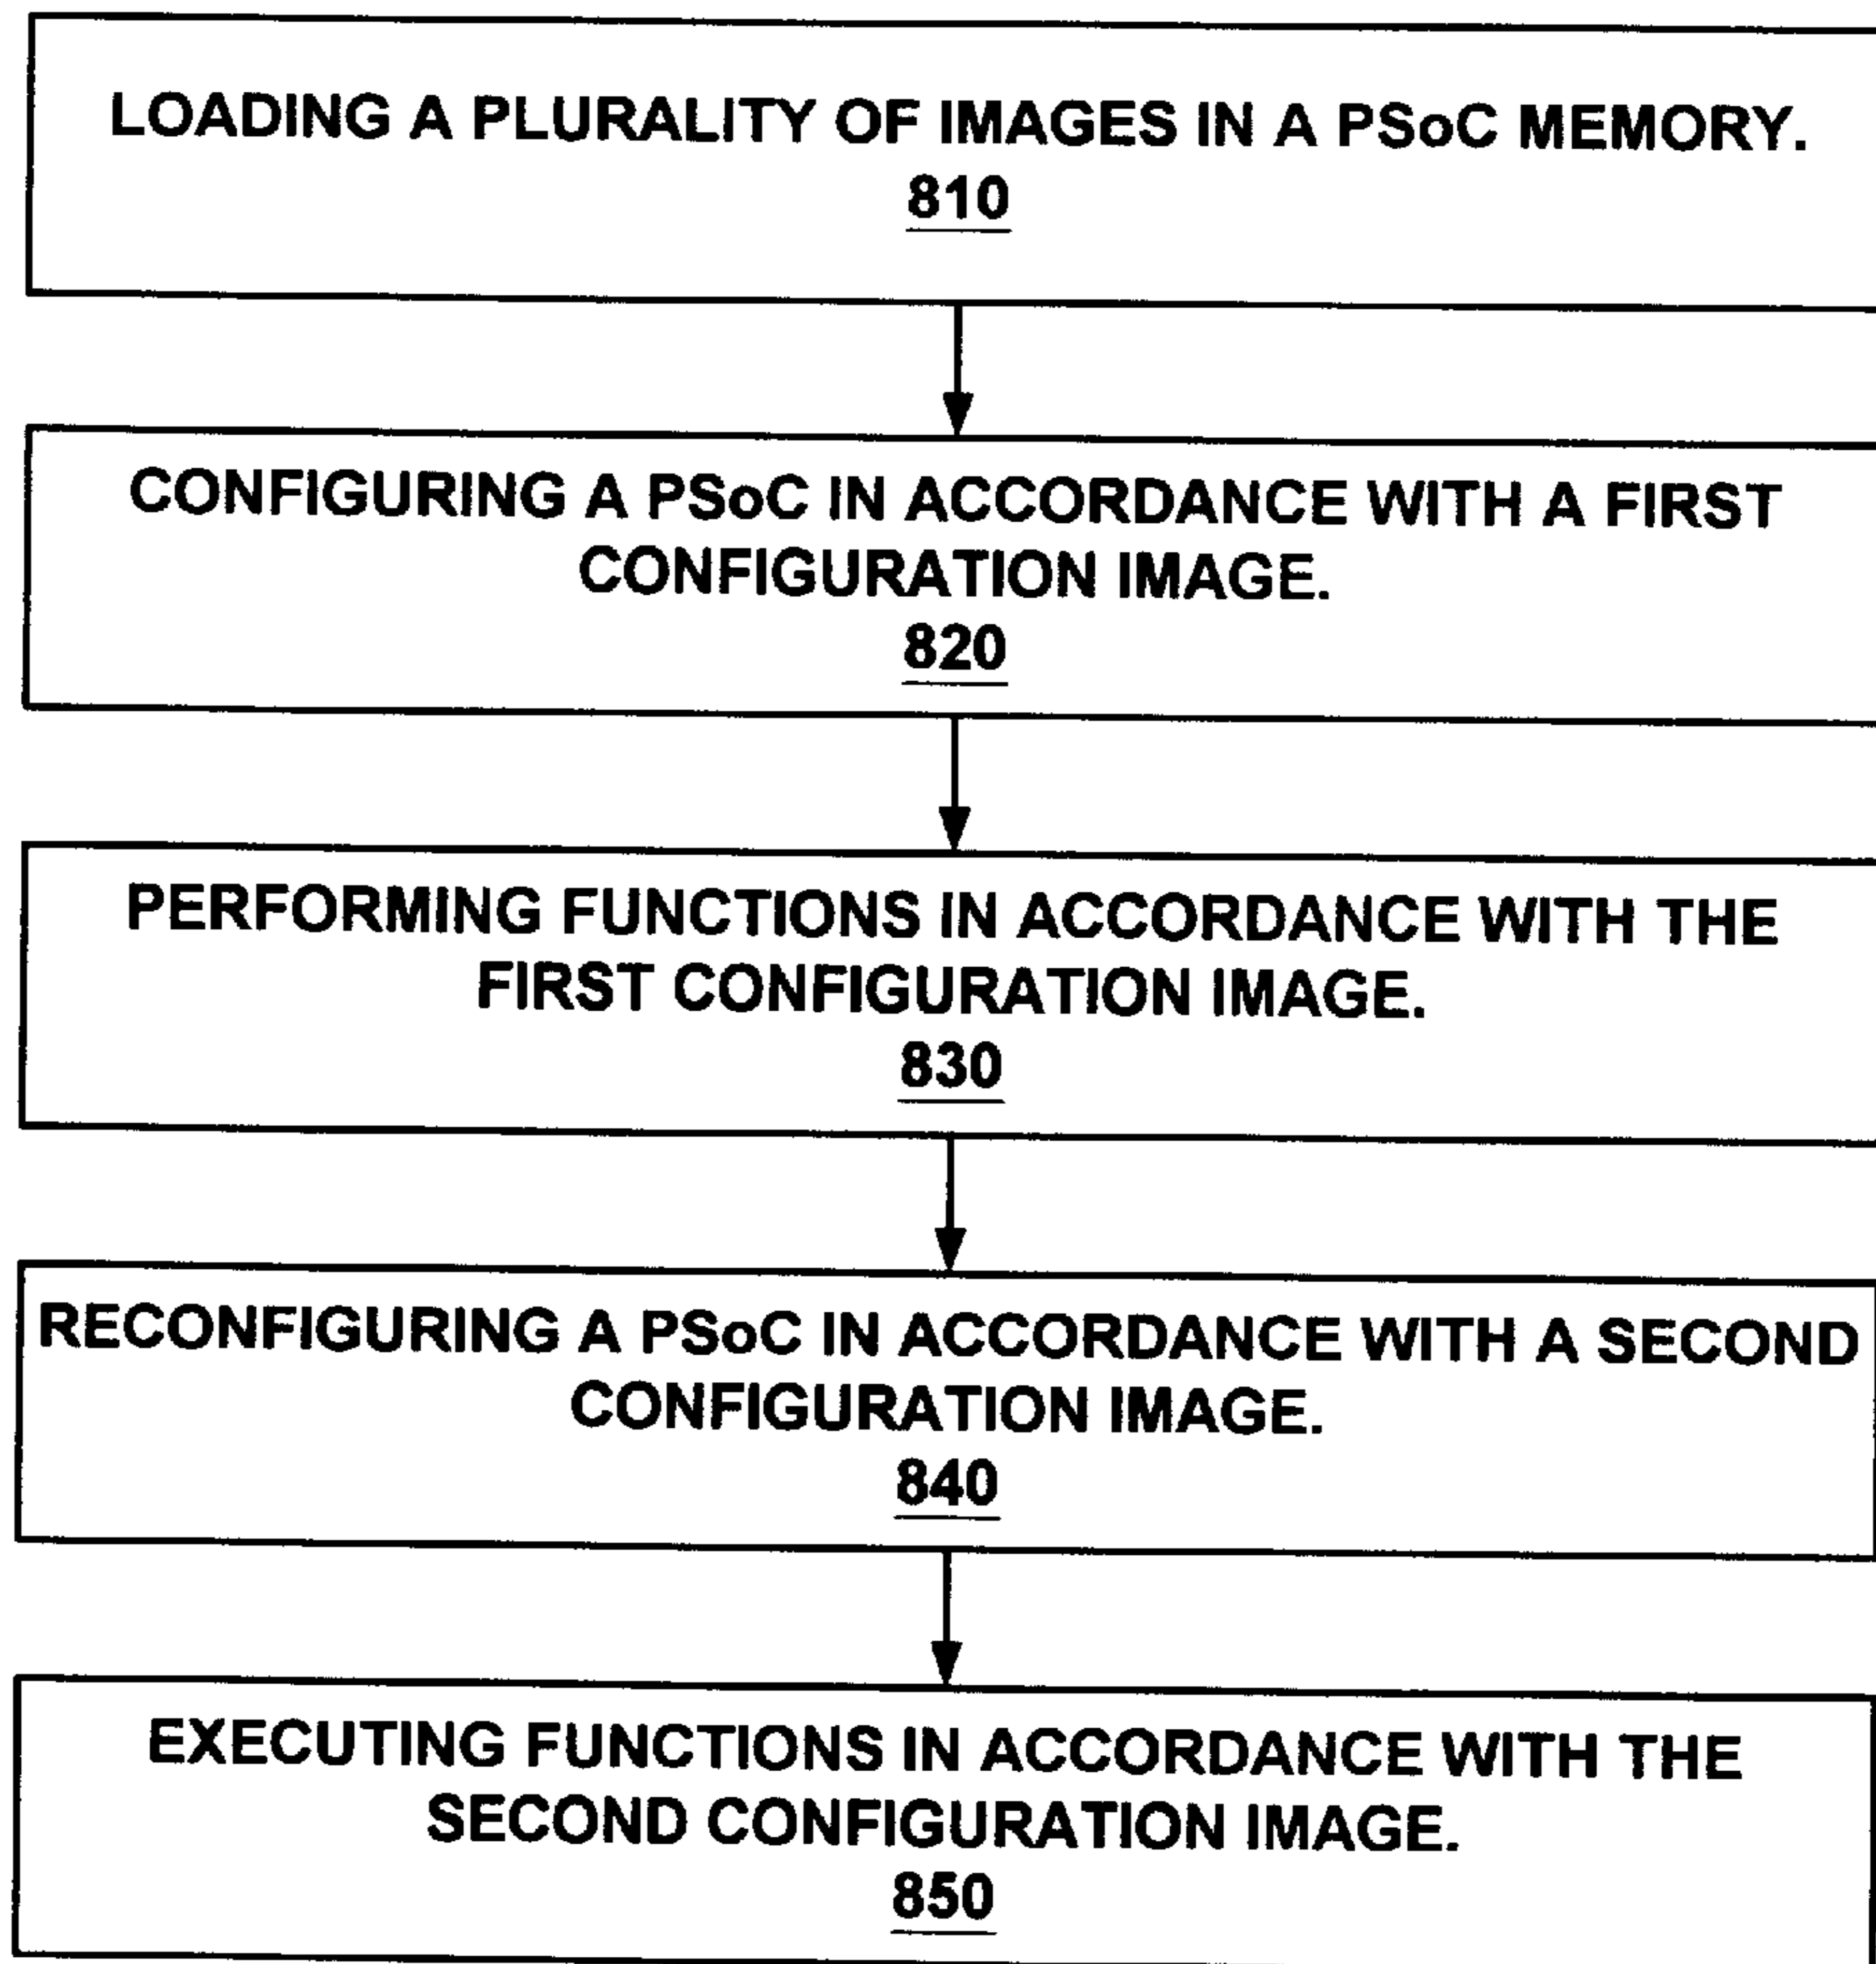 LOADING A PLURALITY OF IMAGES IN A PSoC MEMORY.
810
CONFIGURING A PSoC IN ACCORDANCE WITH A FIRST
CONFIGURATION IMAGE.
820
PERFORMING FUNCTIONS IN ACCORDANCE WITH THE
FIRST CONFIGURATION IMAGE.
830
RECONFIGURING A PSoC IN ACCORDANCE WITH A SECOND
CONFIGURATION IMAGE.
840
EXECUTING FUNCTIONS IN ACCORDANCE WITH THE
SECOND CONFIGURATION IMAGE.
850